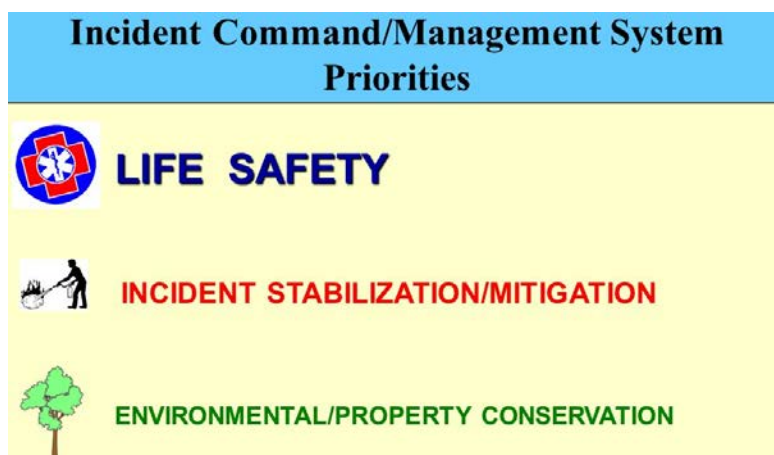 Incident Command/Management System
Priorities
LIFE SAFETY
INCIDENT STABILIZATION/MITIGATION
ENVIRONMENTAL/PROPERTY CONSERVATION